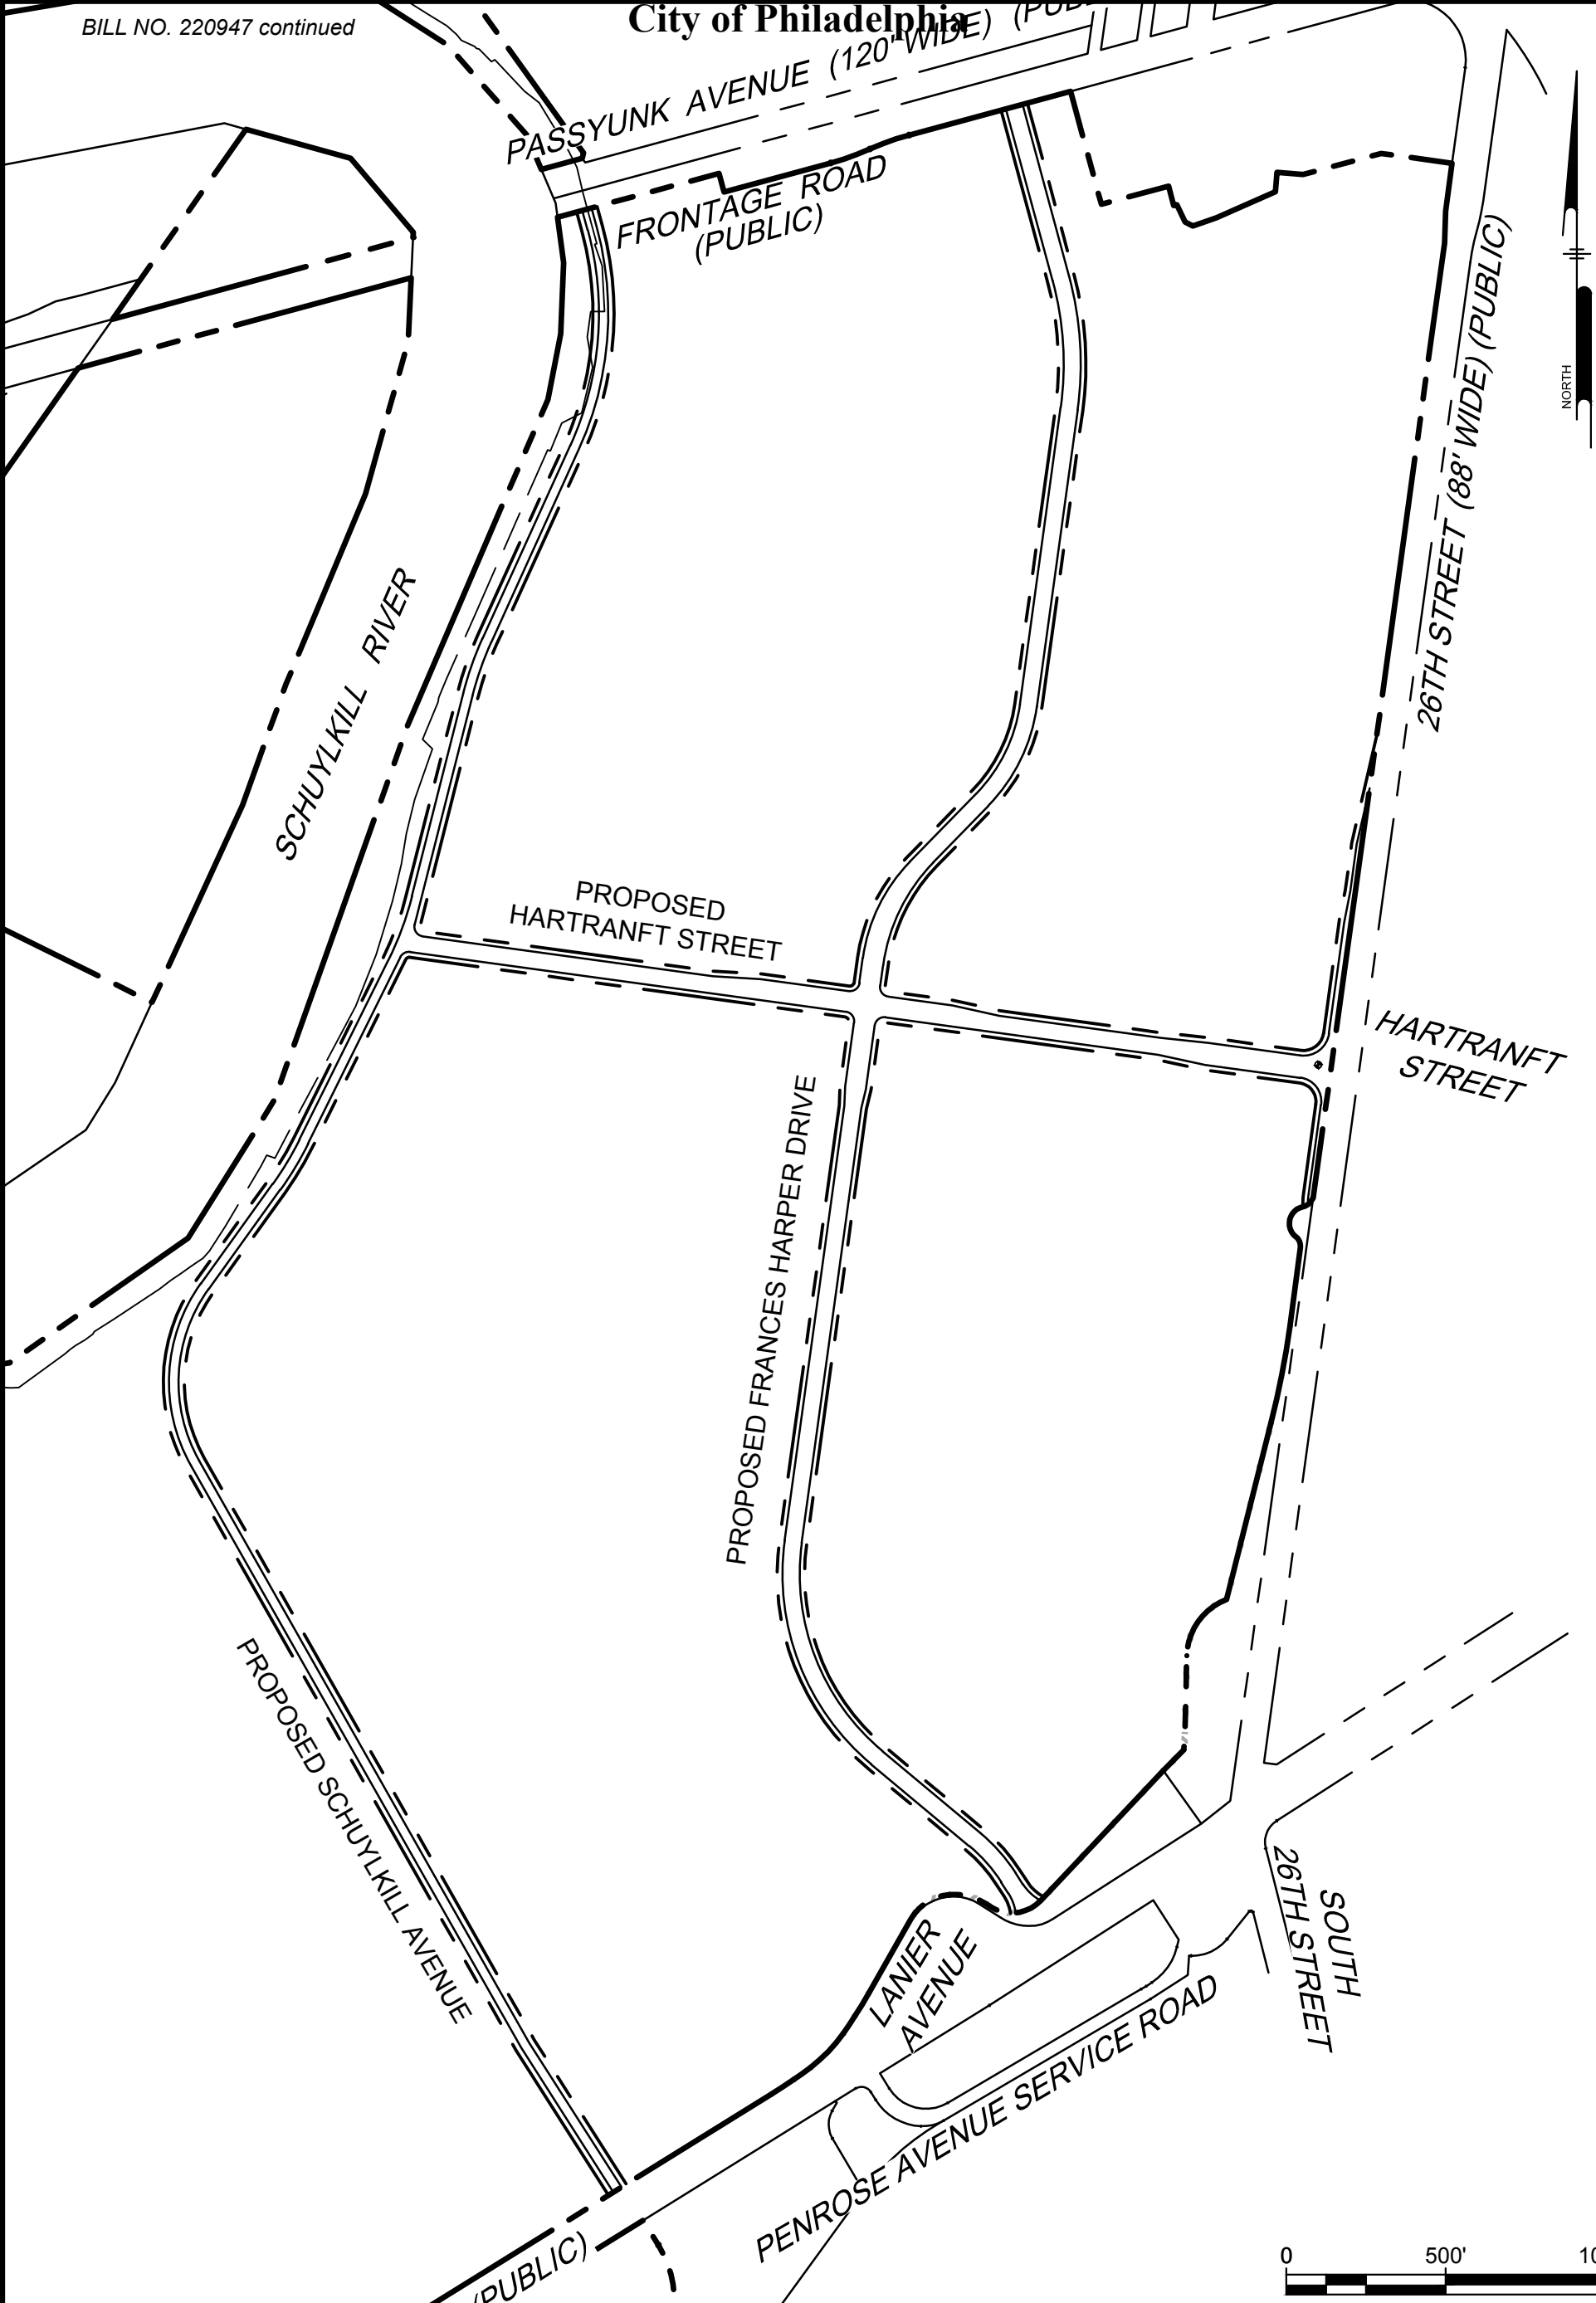 BILL NO. 220947 continued
City of Philadelphia
PASSYUNK AVENUE (120' WIDE)
FRONTAGE ROAD
(PUBLIC)
26TH STREET (88' WIDE) (PUBLIC)
NORTH
SCHUYLKILL RIVER
PROPOSED
HARTRANFT STREET
HARTRANFT
STREET
PROPOSED FRANCES HARPER DRIVE
PROPOSED SCHUYLKILL AVENUE
LANIER
AVENUE
SOUTH
26TH STREET
PENROSE AVENUE SERVICE ROAD
(PUBLIC)
0 500'